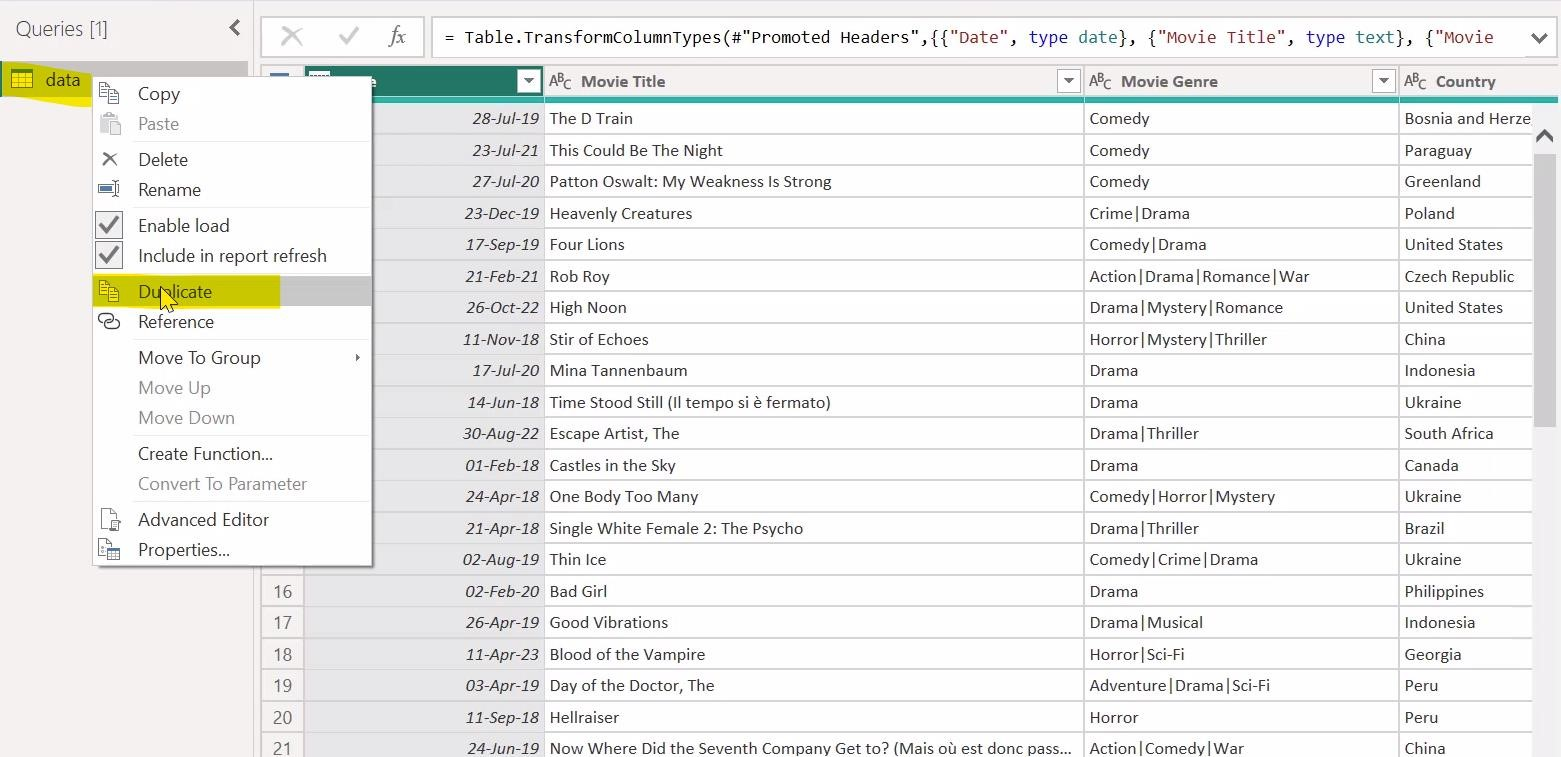 Queries [1]
fx
= Table.TransformColumnTypes(#"Promoted Headers",{{"Date", type date}, {"Movie Title", type text}, {"Movie
data
Copy
Paste
Delete
Rename
Enable load
Include in report refresh
Duplicate
Reference
Move To Group
Move Up
Move Down
Create Function...
Convert To Parameter
Advanced Editor
Properties...
ABC Movie Title ABC Movie Genre ABC Country
28-Jul-19 The D Train Comedy Bosnia and Herze
23-Jul-21 This Could Be The Night Comedy Paraguay
27-Jul-20 Patton Oswalt: My Weakness Is Strong Comedy Greenland
23-Dec-19 Heavenly Creatures Crime|Drama Poland
17-Sep-19 Four Lions Comedy|Drama United States
21-Feb-21 Rob Roy Action|Drama|Romance|War Czech Republic
26-Oct-22 High Noon Drama|Mystery|Romance United States
11-Nov-18 Stir of Echoes Horror|Mystery|Thriller China
17-Jul-20 Mina Tannenbaum Drama Indonesia
14-Jun-18 Time Stood Still (Il tempo si è fermato) Drama Ukraine
30-Aug-22 Escape Artist, The Drama|Thriller South Africa
01-Feb-18 Castles in the Sky Drama Canada
24-Apr-18 One Body Too Many Comedy|Horror|Mystery Ukraine
21-Apr-18 Single White Female 2: The Psycho Drama|Thriller Brazil
02-Aug-19 Thin Ice Comedy|Crime|Drama Ukraine
16 02-Feb-20 Bad Girl Drama Philippines
17 26-Apr-19 Good Vibrations Drama|Musical Indonesia
18 11-Apr-23 Blood of the Vampire Horror|Sci-Fi Georgia
19 03-Apr-19 Day of the Doctor, The Adventure|Drama|Sci-Fi Peru
20 11-Sep-18 Hellraiser Horror Peru
21 24-Jun-19 Now Where Did the Seventh Company Get to? (Mais où est donc pass... Action|Comedy|War China